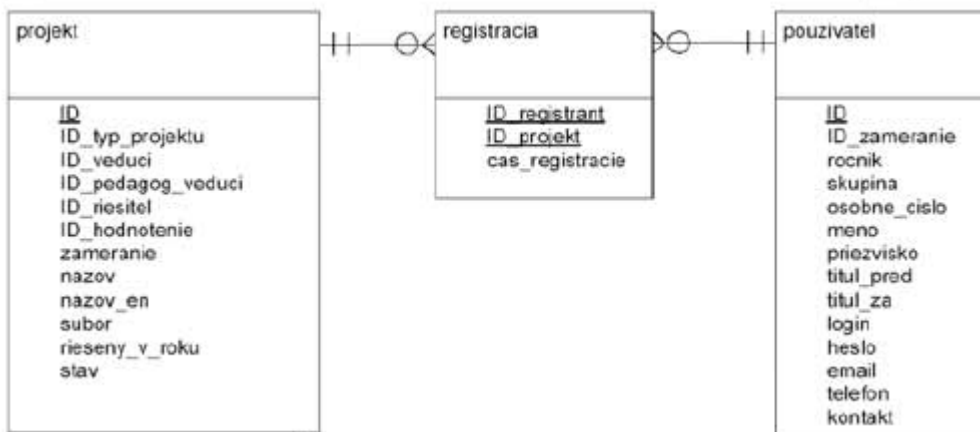 projekt
ID
ID_typ_projektu
ID_veduci
ID_pedagog_veduci
ID_riesitel
ID_hodnotenie
zameranie
nazov
nazov_en
subor
rieseny_v_roku
stav
registracia
ID_registrant
ID_projekt
cas_registracie
pouzivatel
ID
ID_zameranie
rocnik
skupina
osobne_cislo
meno
priezvisko
titul_pred
titul_za
login
heslo
email
telefon
kontakt